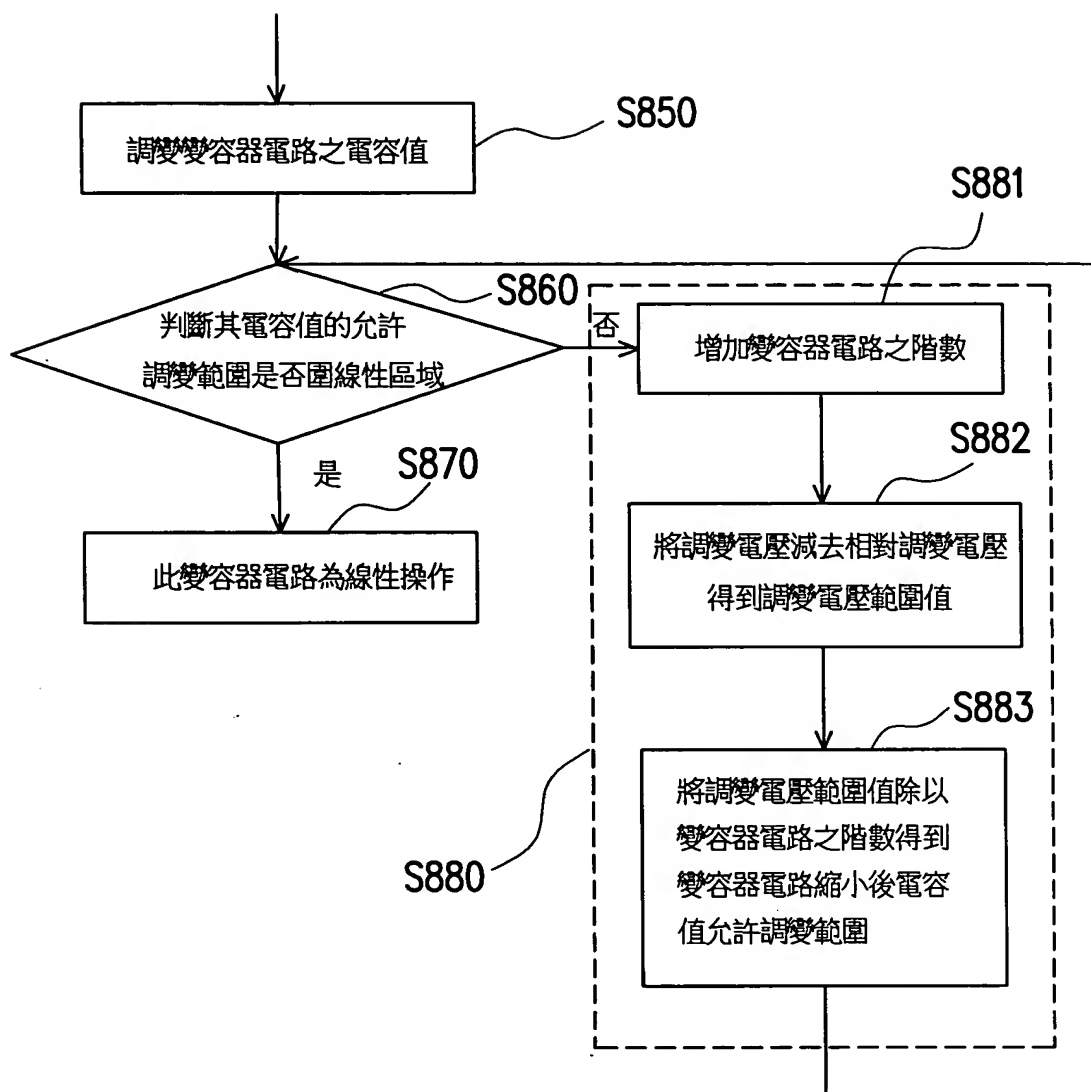 調變變容器電路之電容值
S850
S881
S860
判斷其電容值的允許
調變範圍是否圍線性區域
否
增加變容器電路之階數
S882
是
S870
將調變電壓減去相對調變電壓
得到調變電壓範圍值
此變容器電路為線性操作
S883
將調變電壓範圍值除以
變容器電路之階數得到
變容器電路縮小後電容
值允許調變範圍
S880